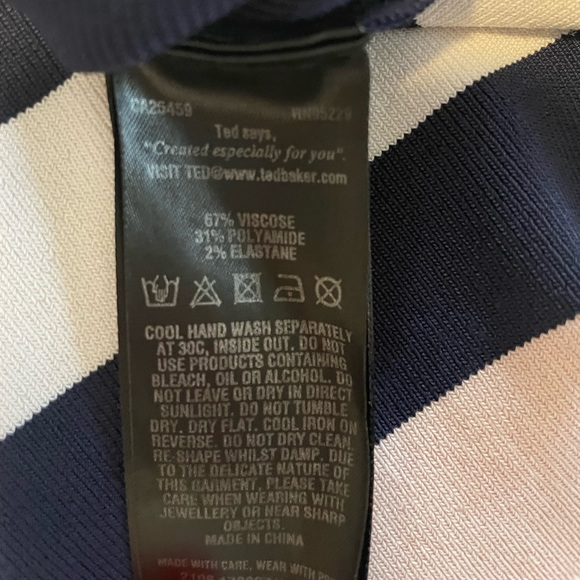 CA25459 RN95229
Ted says,
"Created especially for you".
VISIT TED@www.tedbaker.com
67% VISCOSE
31% POLYAMIDE
2% ELASTANE
COOL HAND WASH SEPARATELY
AT 30C, INSIDE OUT. DO NOT
USE PRODUCTS CONTAINING
BLEACH, OIL OR ALCOHOL. DO
NOT LEAVE OR DRY IN DIRECT
SUNLIGHT. DO NOT TUMBLE
DRY. DRY FLAT. COOL IRON ON
REVERSE. DO NOT DRY CLEAN.
RE-SHAPE WHILST DAMP. DUE
TO THE DELICATE NATURE OF
THIS GARMENT, PLEASE TAKE
CARE WHEN WEARING WITH
JEWELLERY OR NEAR SHARP
OBJECTS.
MADE IN CHINA
MADE WITH CARE, WEAR WITH